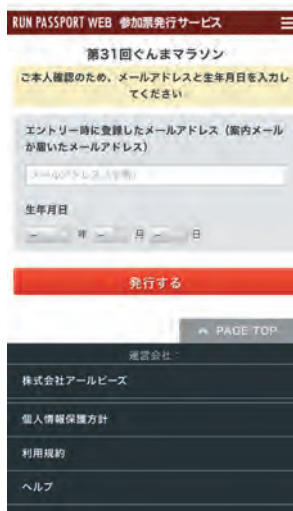 RUN PASSPORT WEB 参加票発行サービス
第31回ぐんまマラソン
ご本人確認のため、メールアドレスと生年月日を入力し
てください
エントリー時に登録したメールアドレス（案内メール
が届いたメールアドレス）
生年月日
-- 年 -- 月 -- 日
発行する
PAGE TOP
運営会社：
株式会社アールビーズ
個人情報保護方針
利用規約
ヘルプ